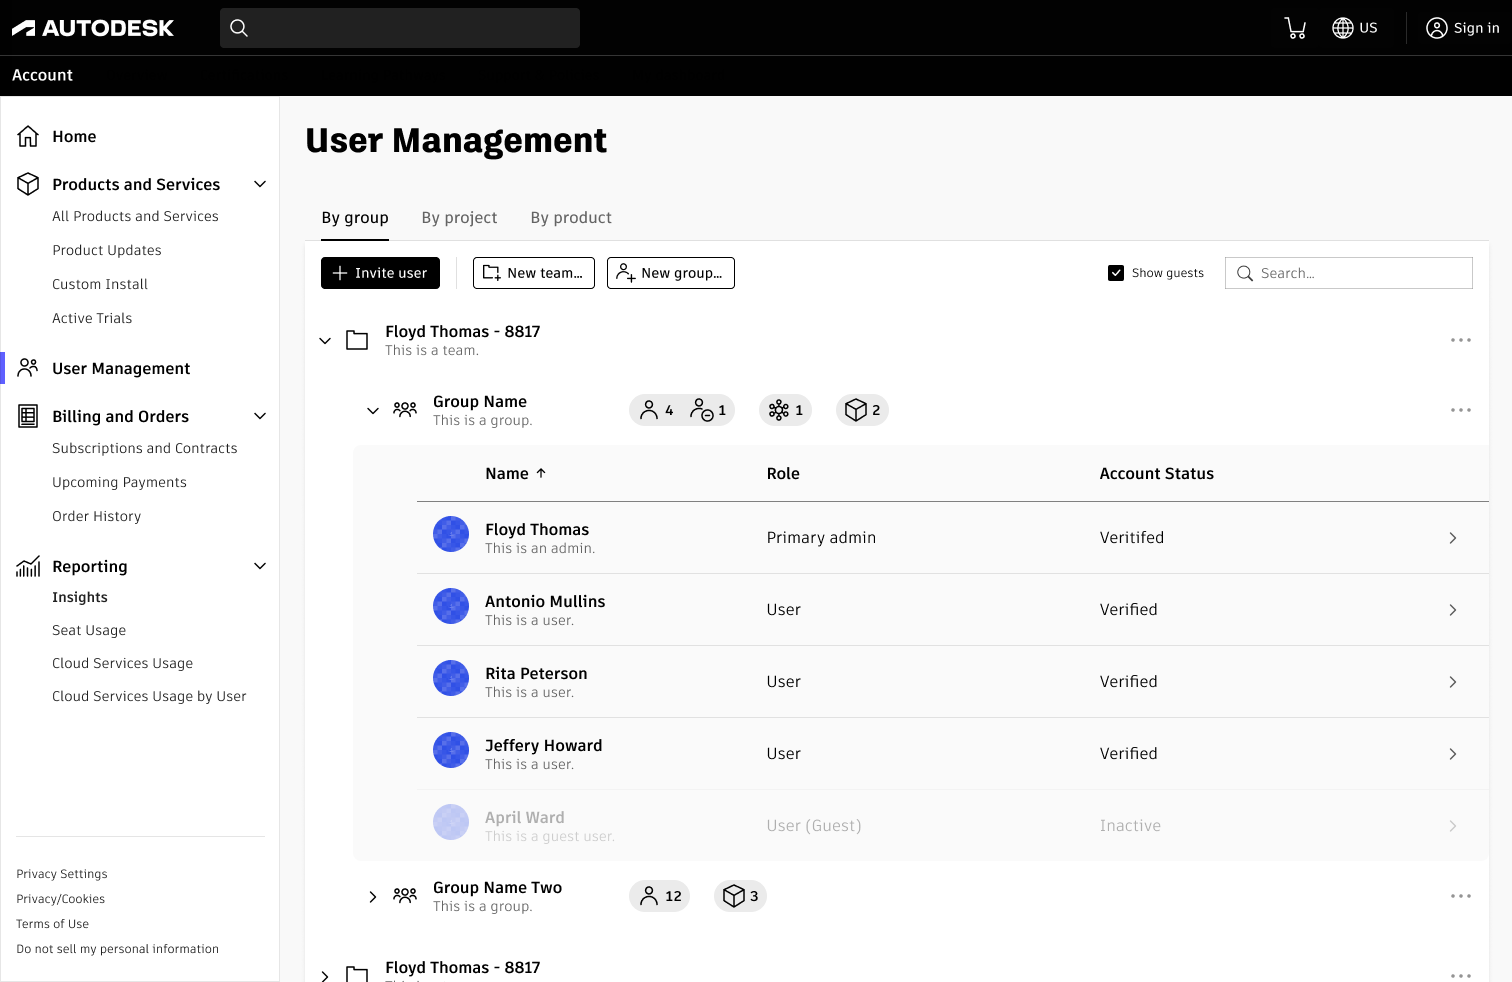 AUTODESK
US
Sign in
Account
Home
Products and Services
All Products and Services
Product Updates
Custom Install
Active Trials
User Management
Billing and Orders
Subscriptions and Contracts
Upcoming Payments
Order History
Reporting
Insights
Seat Usage
Cloud Services Usage
Cloud Services Usage by User
Privacy Settings
Privacy/Cookies
Terms of Use
Do not sell my personal information
User Management
By group By project By product
Invite user New team... New group... Show guests Search...
Floyd Thomas - 8817
This is a team.
Group Name
This is a group.
4 1 1 2
Name ↑ Role Account Status
Floyd Thomas
This is an admin.
Primary admin Veritifed
Antonio Mullins
This is a user.
User Verified
Rita Peterson
This is a user.
User Verified
Jeffery Howard
This is a user.
User Verified
April Ward
This is a guest user.
User (Guest) Inactive
Group Name Two
This is a group.
12 3
Floyd Thomas - 8817